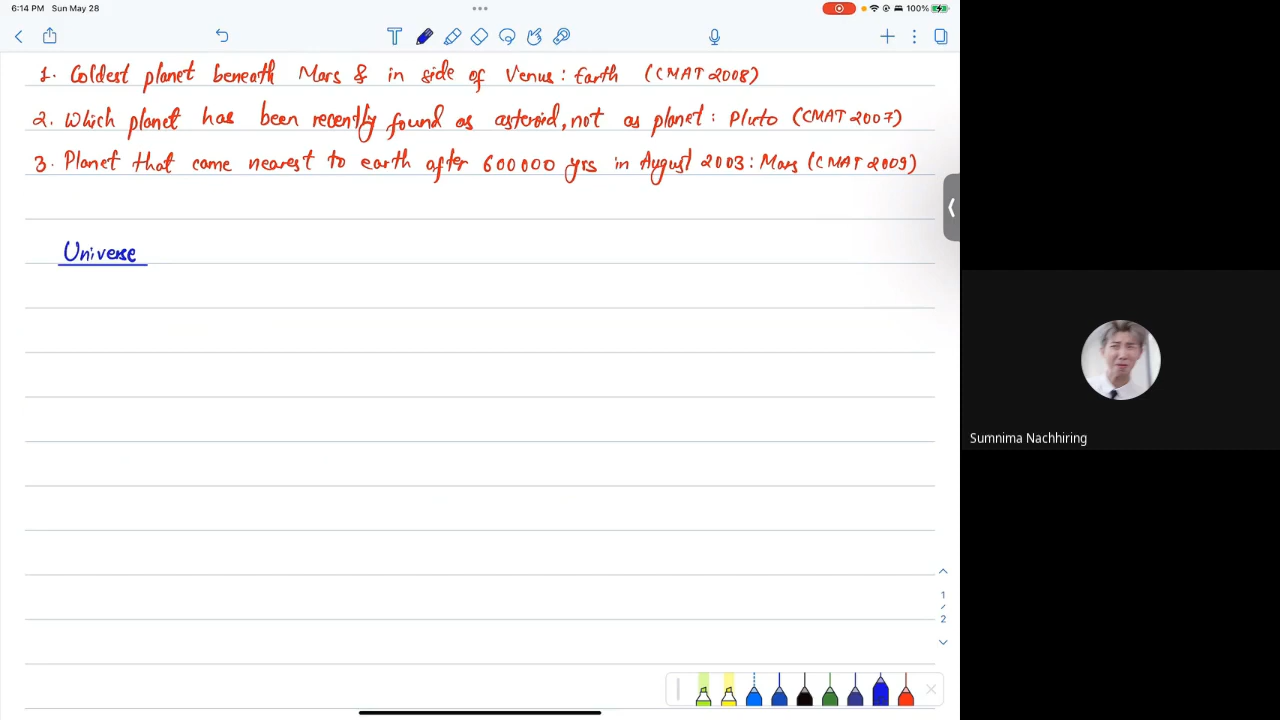 6:14 PM Sun May 28
100%
1. Coldest planet beneath Mars & in side of Venus: Earth (CMAT 2008)
2. Which planet has been recently found as asteroid, not as planet: Pluto (CMAT 2007)
3. Planet that came nearest to earth after 600000 yrs in August 2003: Mars (CMAT 2009)
Universe
Sumnima Nachhiring
1
/
2